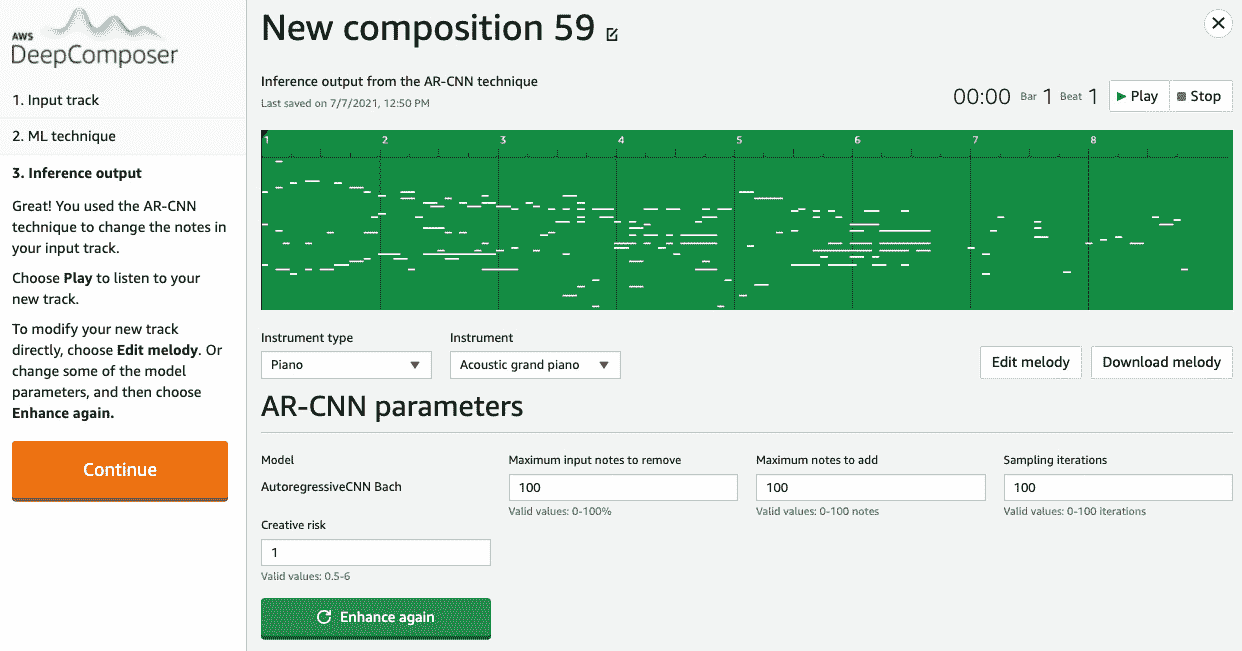 AWS
DeepComposer
1. Input track
2. ML technique
3. Inference output
Great! You used the AR-CNN
technique to change the notes in
your input track.
Choose Play to listen to your
new track.
To modify your new track
directly, choose Edit melody. Or
change some of the model
parameters, and then choose
Enhance again.
Continue
New composition 59
Inference output from the AR-CNN technique
Last saved on 7/7/2021, 12:50 PM
00:00 Bar 1 Beat 1 Play Stop
1 2 3 4 5 6 7 8
Instrument type Instrument
Piano Acoustic grand piano
Edit melody Download melody
AR-CNN parameters
Model Maximum input notes to remove Maximum notes to add Sampling iterations
AutoregressiveCNN Bach 100 100 100
Valid values: 0-100% Valid values: 0-100 notes Valid values: 0-100 iterations
Creative risk
1
Valid values: 0.5-6
Enhance again